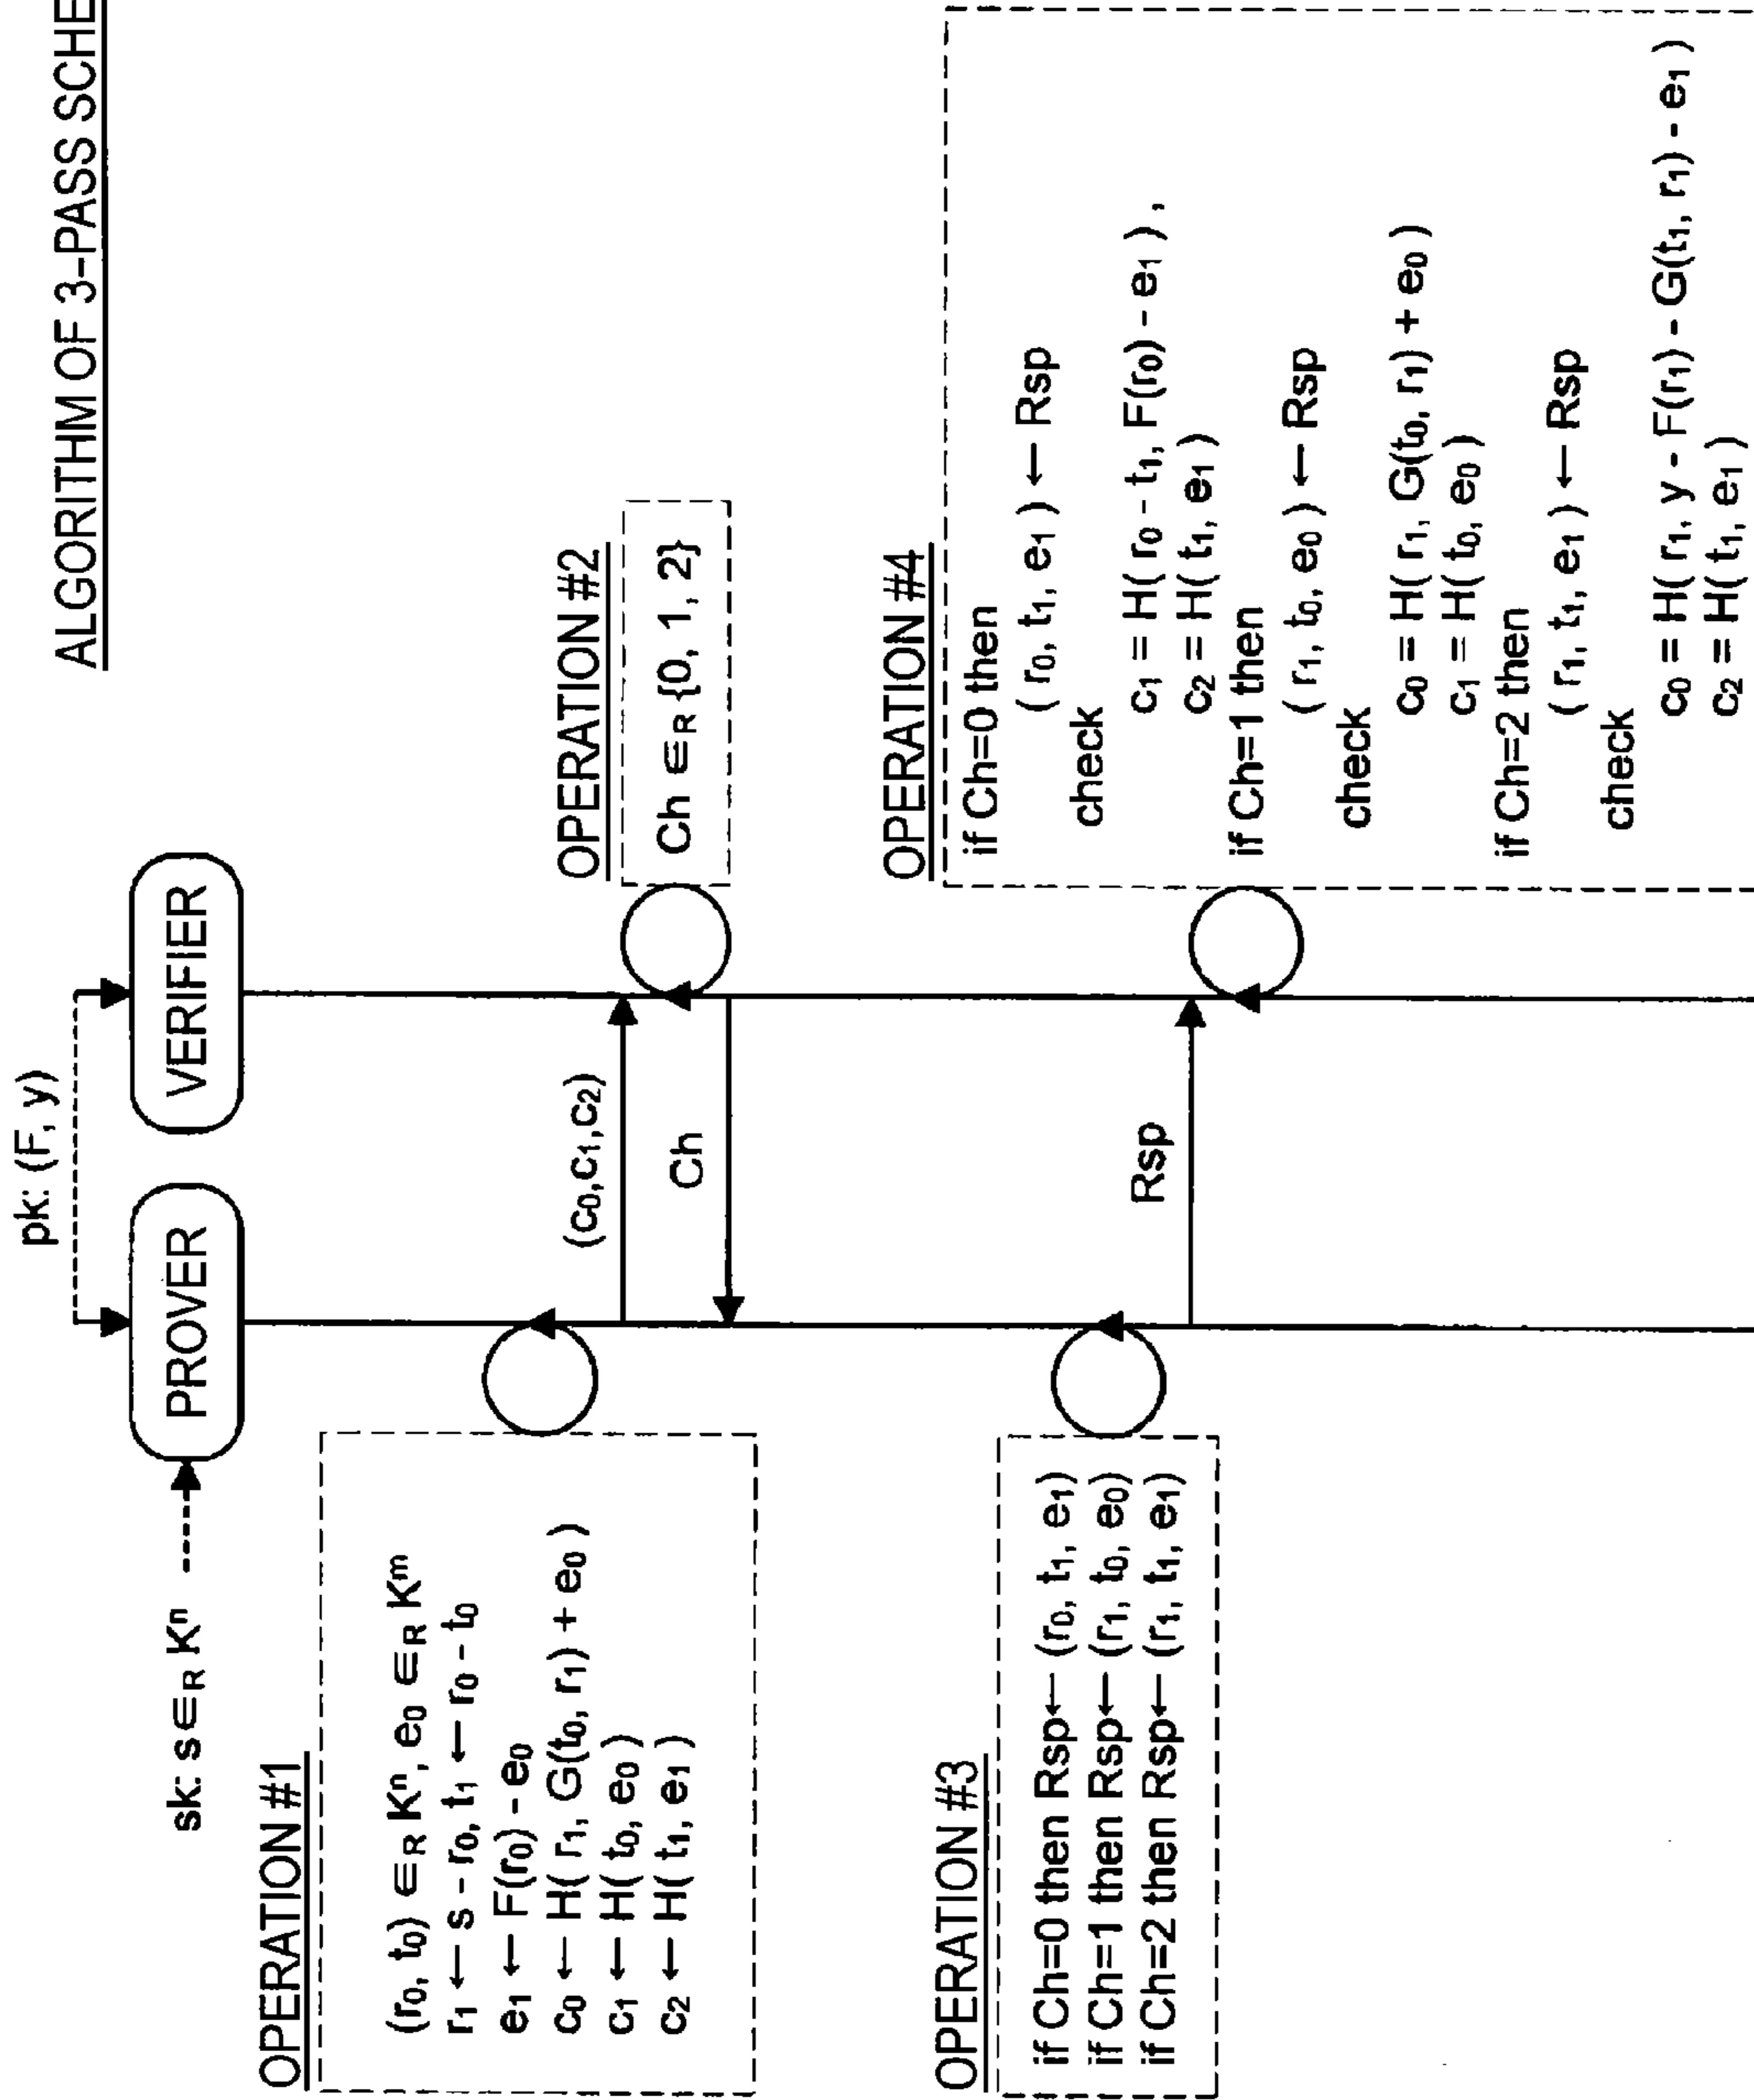 ALGORITHM OF 3-PASS SCHE
pk: (F, y)
sk: s ∈R Kⁿ
PROVER
VERIFIER
OPERATION #1
(r₀, t₀) ∈R Kⁿ, e₀ ∈R Kᵐ
r₁ ← s - r₀, t₁ ← r₀ - t₀
e₁ ← F(r₀) - e₀
c₀ ← H( r₁, G(t₀, r₁) + e₀ )
c₁ ← H( t₀, e₀ )
c₂ ← H( t₁, e₁ )
(c₀,c₁,c₂)
OPERATION #2
Ch ∈R {0, 1, 2}
Ch
OPERATION #3
if Ch=0 then Rsp← (r₀, t₁, e₁)
if Ch=1 then Rsp← (r₁, t₀, e₀)
if Ch=2 then Rsp← (r₁, t₁, e₁)
Rsp
OPERATION #4
if Ch=0 then
( r₀, t₁, e₁ ) ← Rsp
check
c₁ = H( r₀ - t₁, F(r₀) - e₁ ) ,
c₂ = H( t₁, e₁ )
if Ch=1 then
( r₁, t₀, e₀ ) ← Rsp
check
c₀ = H( r₁, G(t₀, r₁) + e₀ )
c₁ = H( t₀, e₀ )
if Ch=2 then
( r₁, t₁, e₁ ) ← Rsp
check
c₀ = H( r₁, y - F(r₁) - G(t₁, r₁) - e₁ )
c₂ = H( t₁, e₁ )